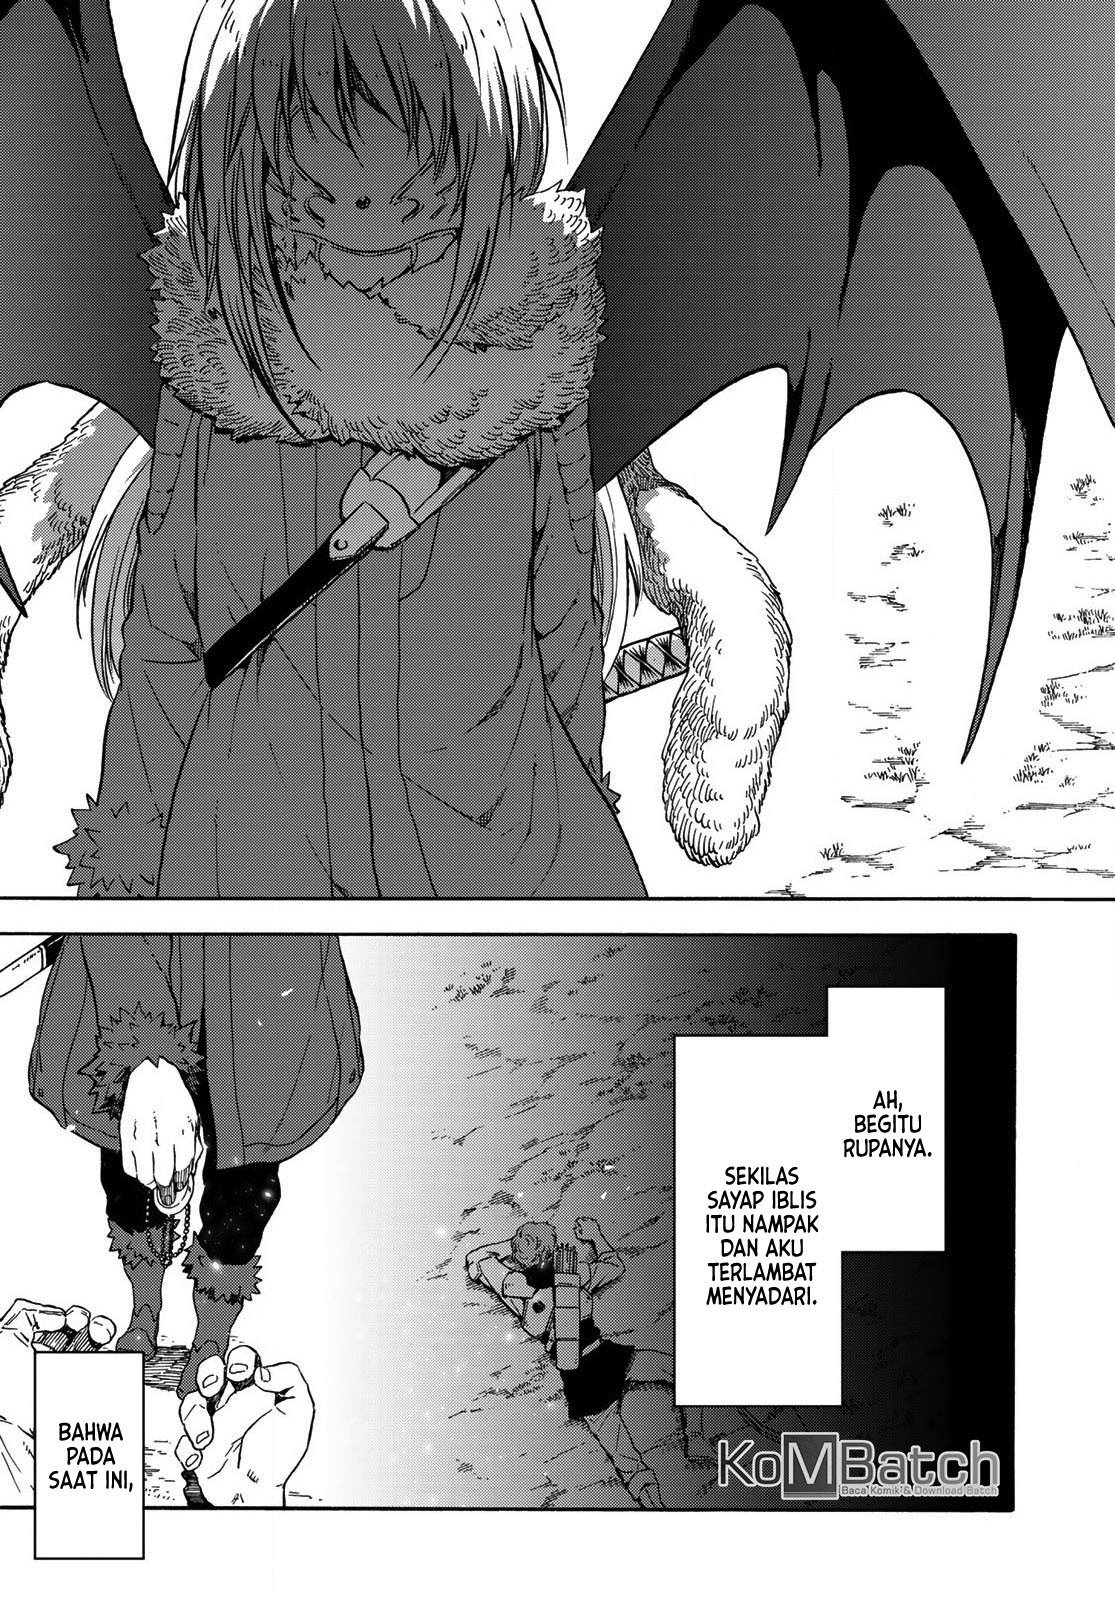 AH,
BEGITU
RUPANYA.
SEKILAS
SAYAP IBLIS
ITU NAMPAK
DAN AKU
TERLAMBAT
MENYADARI.
BAHWA
PADA
SAAT INI,
KoMBatch
Baca Komik & Download Batch